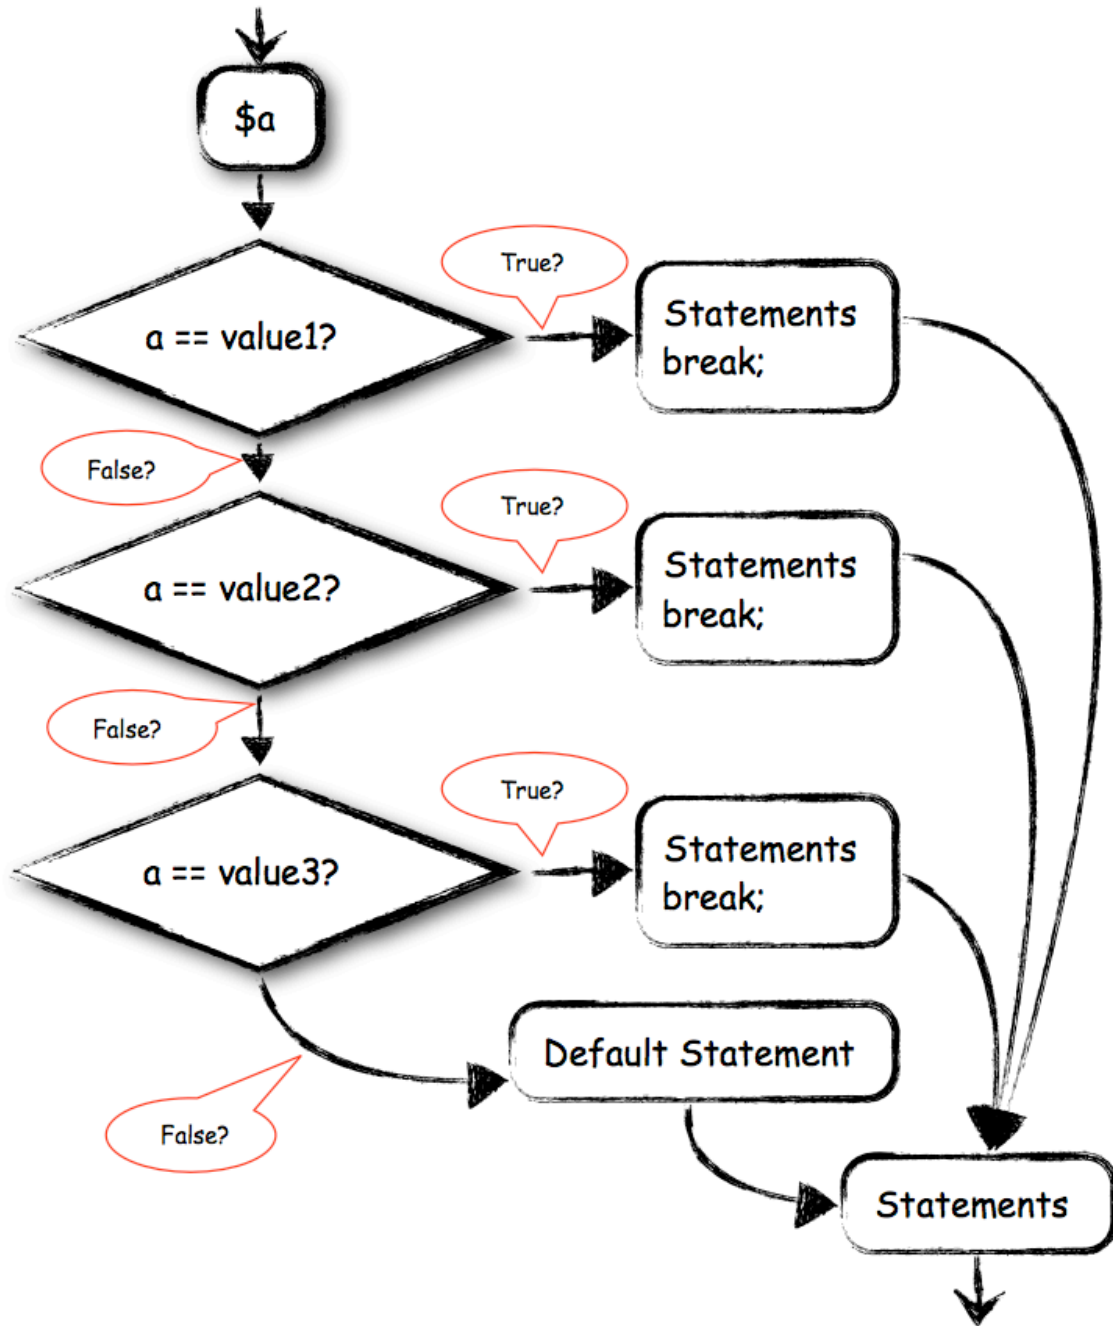 $a
a == value1?
True?
Statements
break;
False?
a == value2?
True?
Statements
break;
False?
a == value3?
True?
Statements
break;
False?
Default Statement
Statements